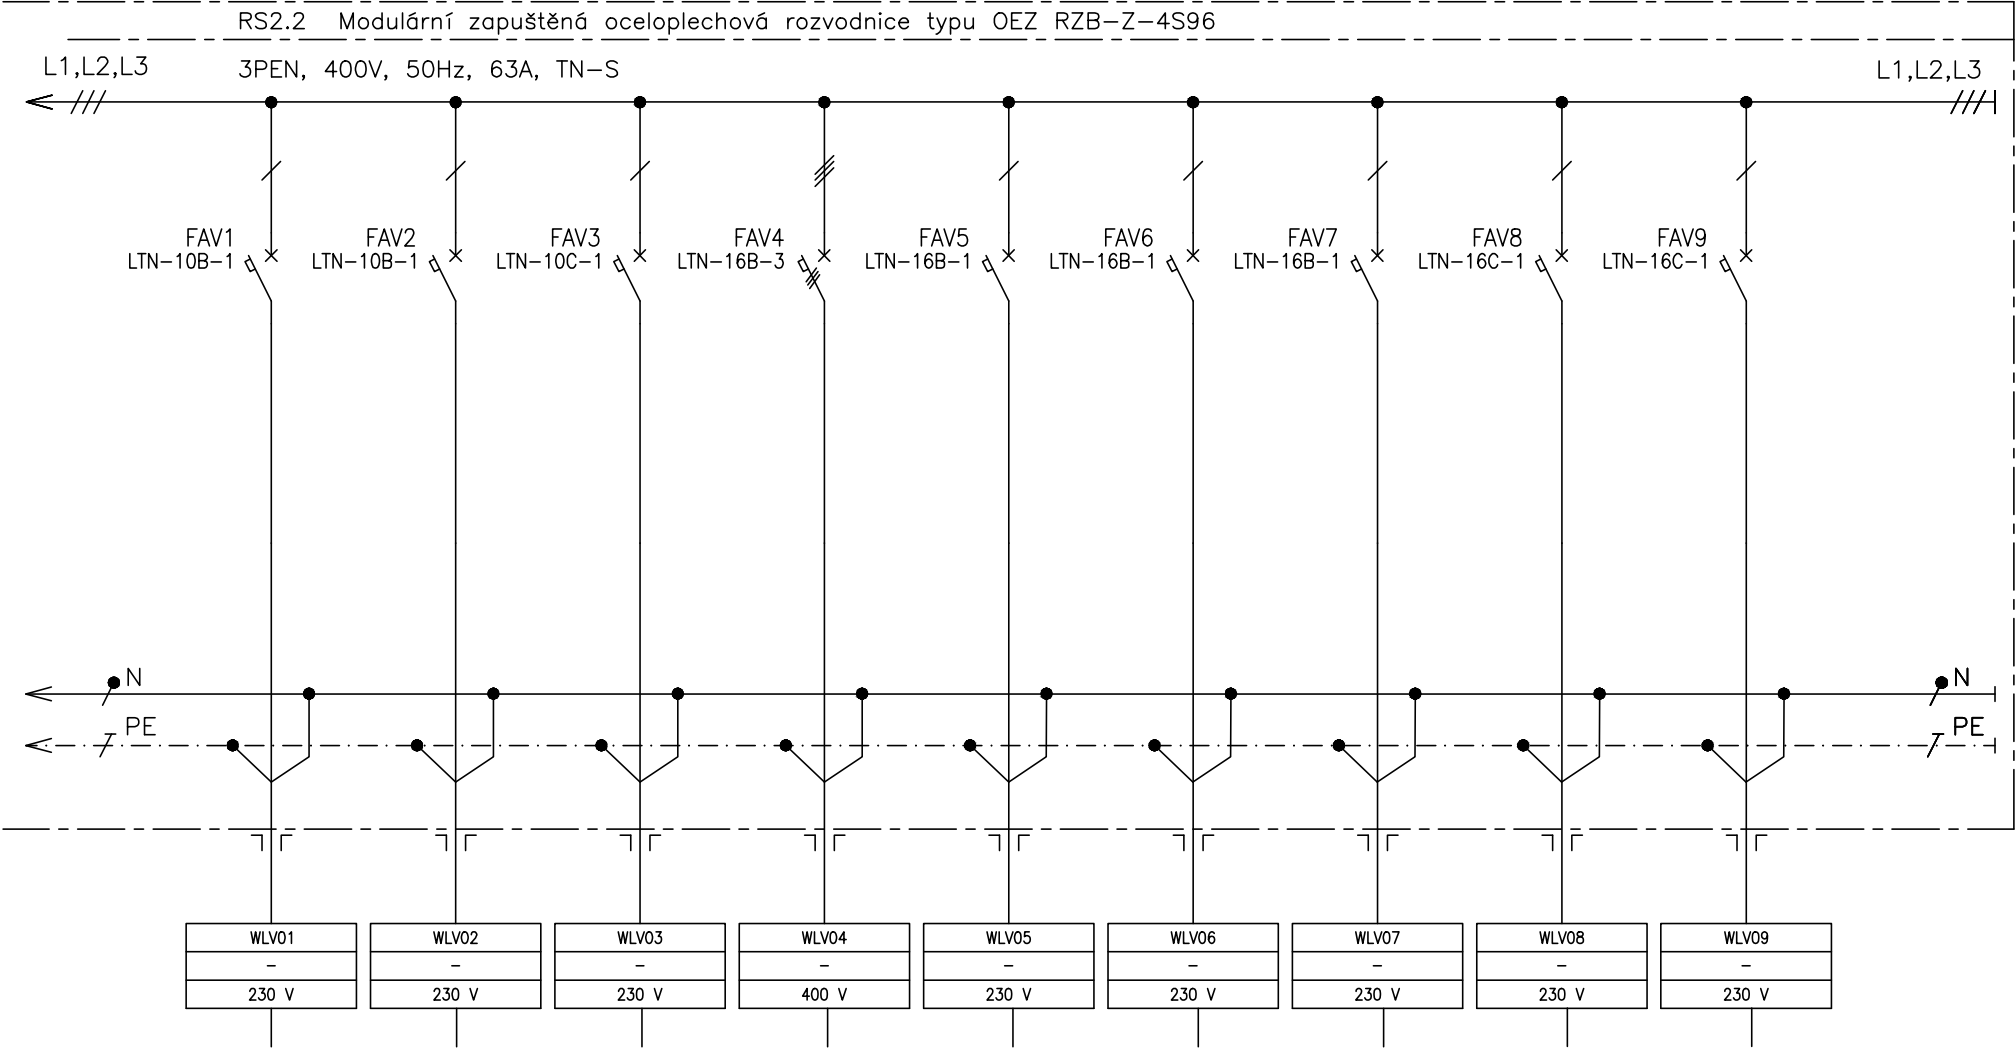 RS2.2 Modulární zapuštěná oceloplechová rozvodnice typu OEZ RZB-Z-4S96
L1,L2,L3 3PEN, 400V, 50Hz, 63A, TN-S L1,L2,L3
FAV1 FAV2 FAV3 FAV4 FAV5 FAV6 FAV7 FAV8 FAV9
LTN-10B-1 LTN-10B-1 LTN-10C-1 LTN-16B-3 LTN-16B-1 LTN-16B-1 LTN-16B-1 LTN-16C-1 LTN-16C-1
N N
PE PE
WLV01 WLV02 WLV03 WLV04 WLV05 WLV06 WLV07 WLV08 WLV09
- - - - - - - - -
230 V 230 V 230 V 400 V 230 V 230 V 230 V 230 V 230 V